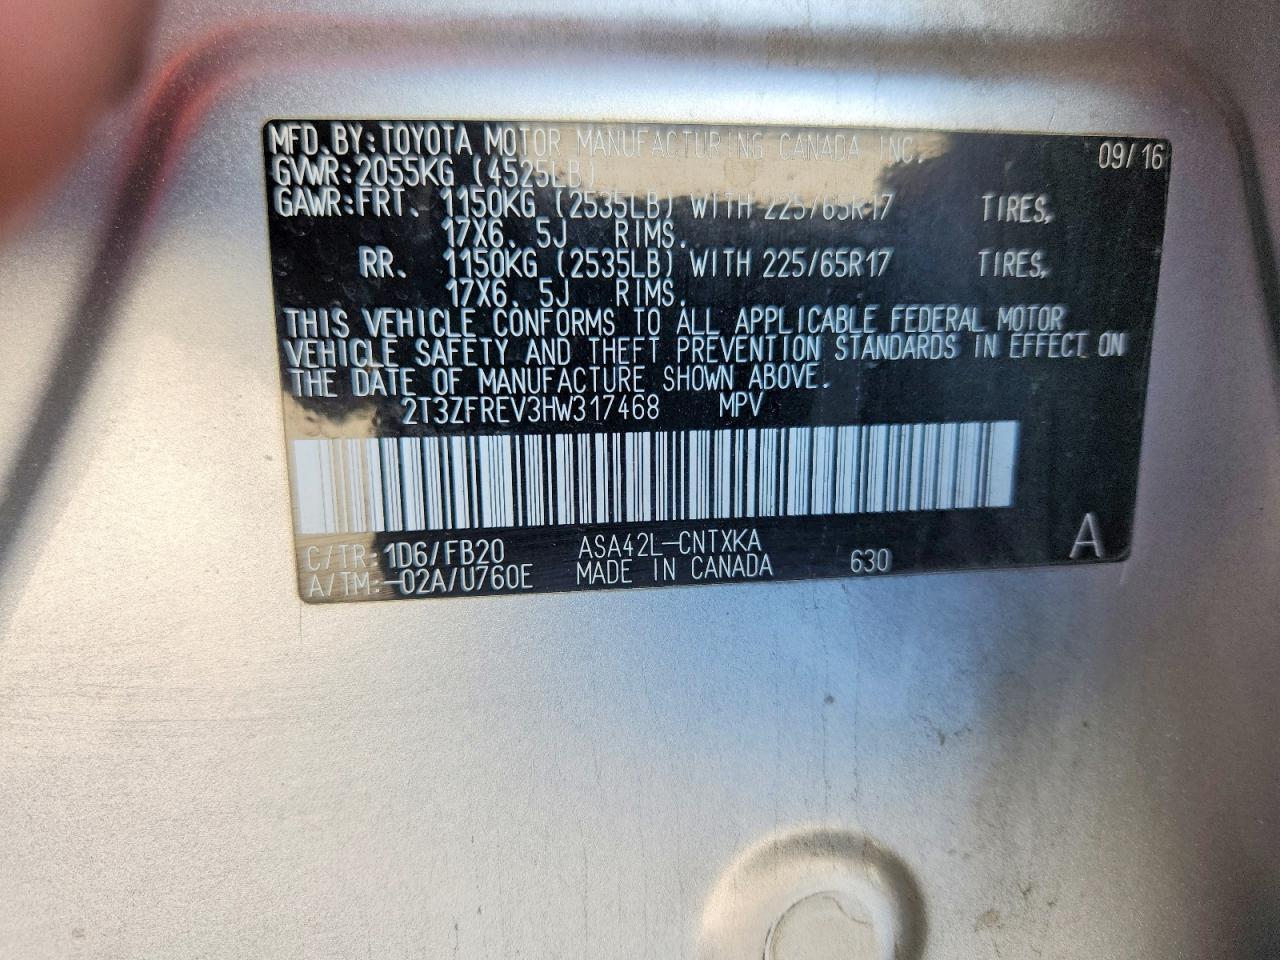 MFD.BY:TOYOTA MOTOR MANUFACTURING CANADA INC. 09/16
GVWR:2055KG (4525LB)
GAWR:FRT. 1150KG (2535LB) WITH 225/65R17 TIRES,
17X6. 5J RIMS.
RR. 1150KG (2535LB) WITH 225/65R17 TIRES,
17X6. 5J RIMS.
THIS VEHICLE CONFORMS TO ALL APPLICABLE FEDERAL MOTOR
VEHICLE SAFETY AND THEFT PREVENTION STANDARDS IN EFFECT ON
THE DATE OF MANUFACTURE SHOWN ABOVE.
2T3ZFREV3HW317468 MPV
C/TR: 1D6/FB20 ASA42L-CNTXKA
A/TM: -02A/U760E MADE IN CANADA 630 A